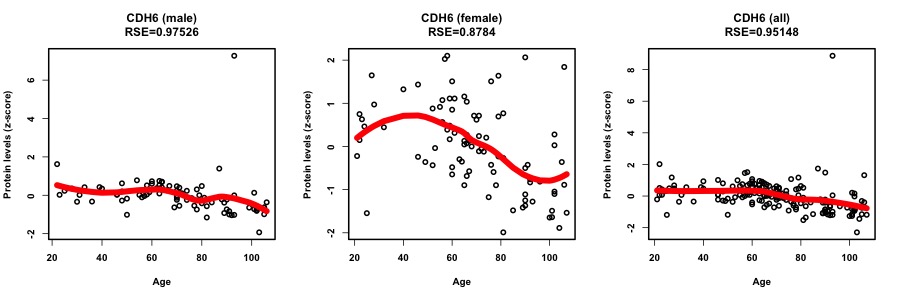 CDH6 (male)
RSE=0.97526
Protein levels (z-score)
6
4
2
0
-2
20 40 60 80 100
Age
CDH6 (female)
RSE=0.8784
Protein levels (z-score)
2
1
0
-1
-2
20 40 60 80 100
Age
CDH6 (all)
RSE=0.95148
Protein levels (z-score)
8
6
4
2
0
-2
20 40 60 80 100
Age